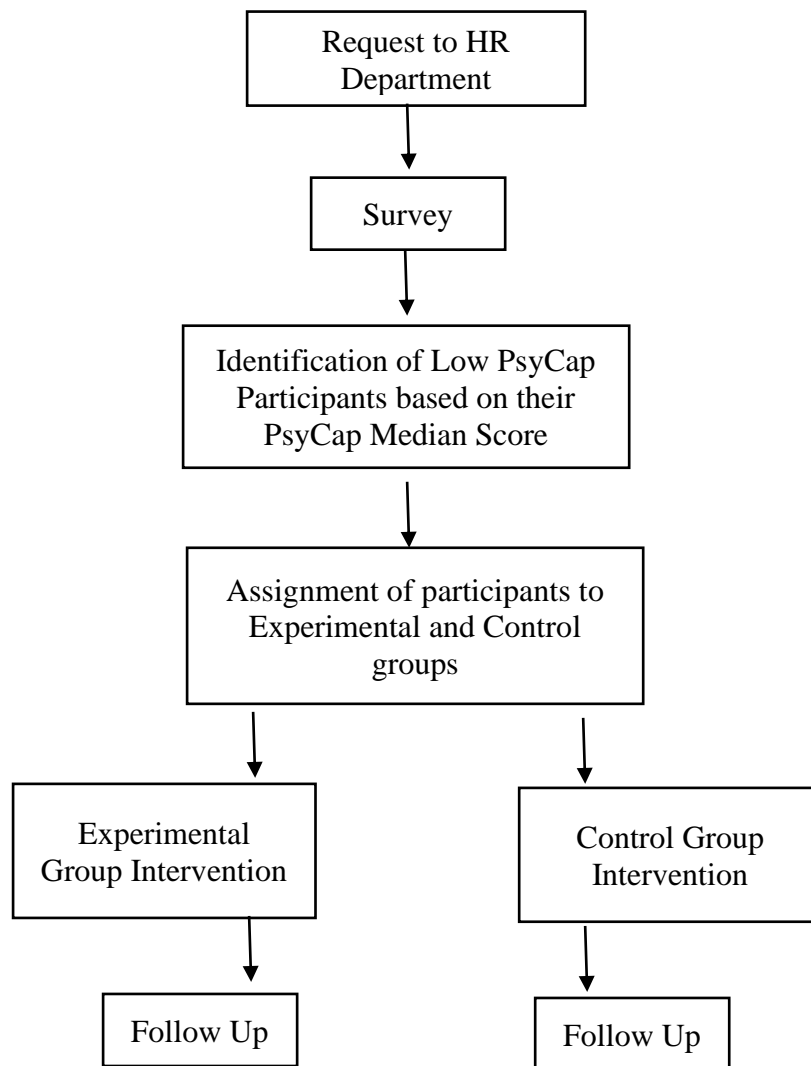 Request to HR
Department
Survey
Identification of Low PsyCap
Participants based on their
PsyCap Median Score
Assignment of participants to
Experimental and Control
groups
Experimental
Group Intervention
Control Group
Intervention
Follow Up
Follow Up